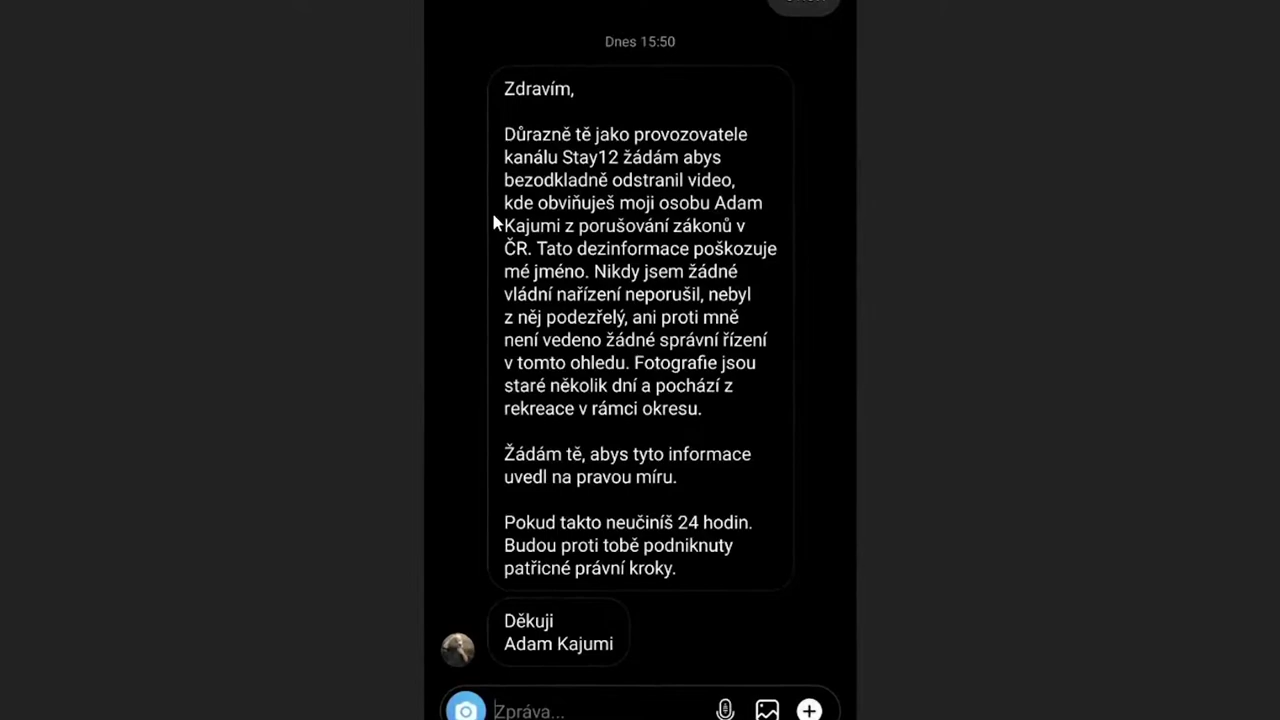 Dnes 15:50
Zdravím,
Důrazně tě jako provozovatele
kanálu Stay12 žádám abys
bezodkladně odstranil video,
kde obviňuješ moji osobu Adam
Kajumi z porušování zákonů v
ČR. Tato dezinformace poškozuje
mé jméno. Nikdy jsem žádné
vládní nařízení neporušil, nebyl
z něj podezřelý, ani proti mně
není vedeno žádné správní řízení
v tomto ohledu. Fotografie jsou
staré několik dní a pochází z
rekreace v rámci okresu.
Žádám tě, abys tyto informace
uvedl na pravou míru.
Pokud takto neučiníš 24 hodin.
Budou proti tobě podniknuty
patřicné právní kroky.
Děkuji
Adam Kajumi
Zpráva...